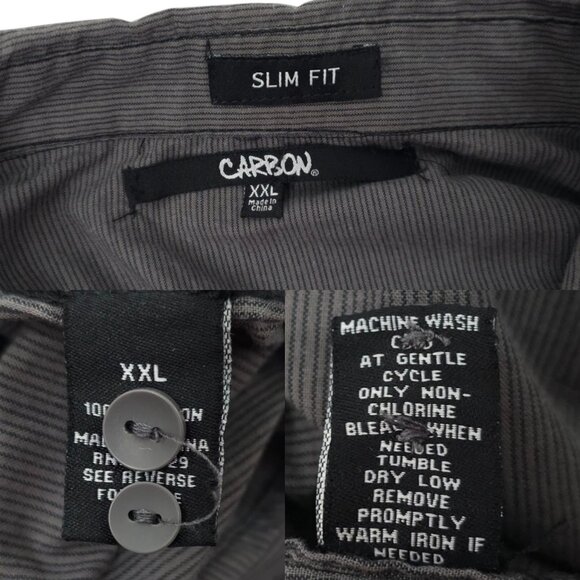 SLIM FIT
CARBON®
XXL
Made in
China
XXL
SEE REVERSE
MACHINE WASH
AT GENTLE
CYCLE
ONLY NON-
CHLORINE
WHEN
NEEDED
TUMBLE
DRY LOW
REMOVE
PROMPTLY
WARM IRON IF
NEEDED